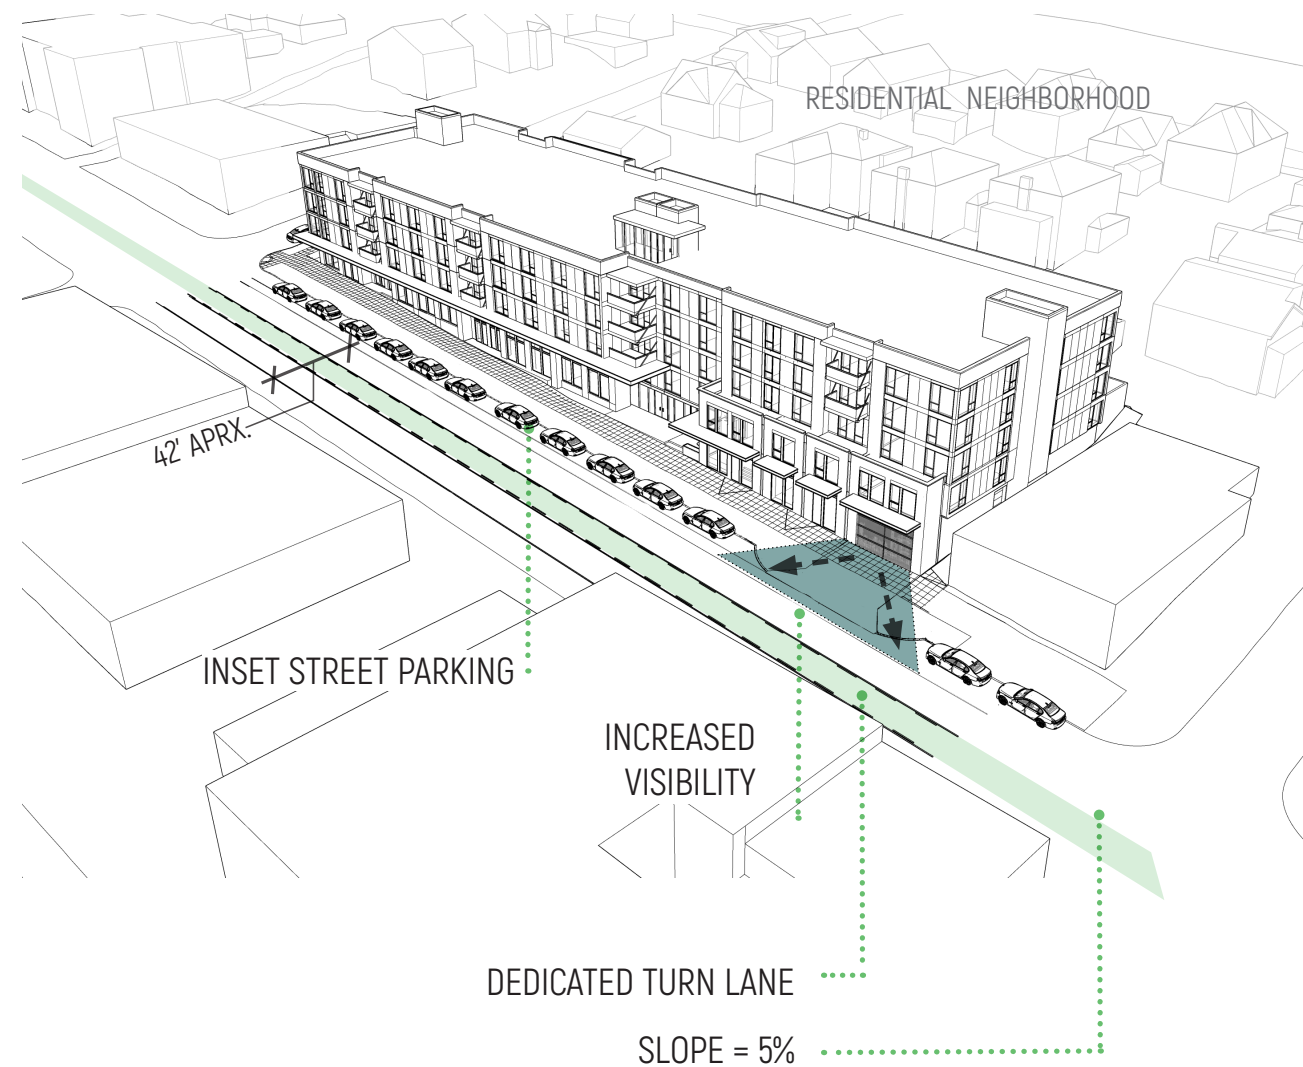 RESIDENTIAL NEIGHBORHOOD
42' APRX.
INSET STREET PARKING
INCREASED
VISIBILITY
DEDICATED TURN LANE
SLOPE = 5%